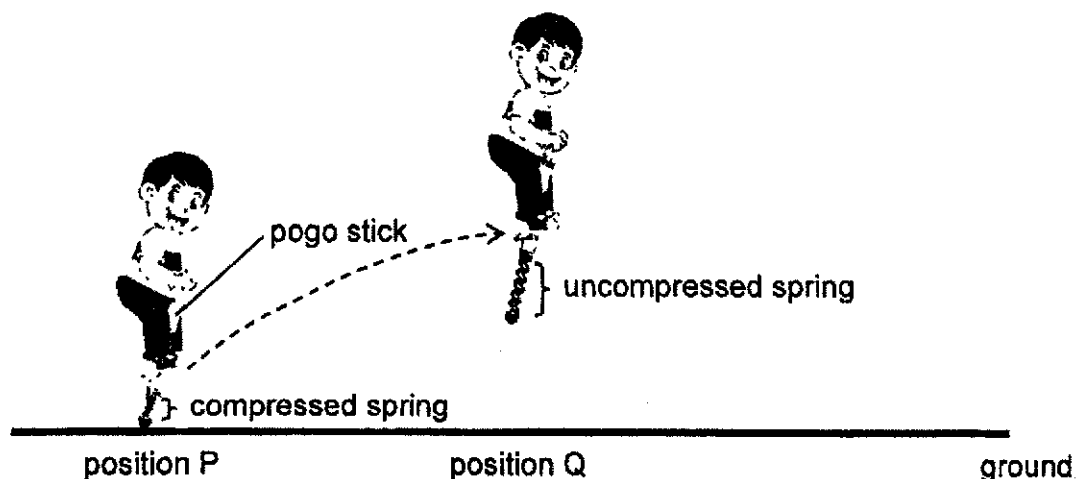 pogo stick
uncompressed spring
compressed spring
position P
position Q
ground